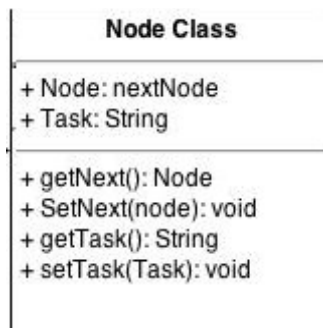 Node Class
+ Node: nextNode
+ Task: String
+ getNext(): Node
+ SetNext(node): void
+ getTask(): String
+ setTask(Task): void